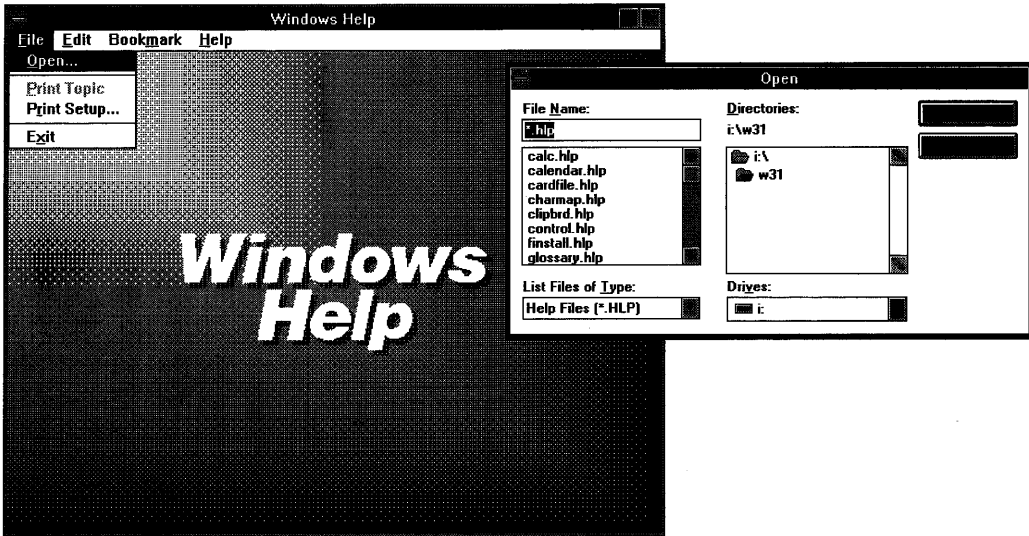 Windows Help
File Edit Bookmark Help
Open...
Print Topic
Print Setup...
Exit
Windows
Help
Open
File Name:
*.hlp
calc.hlp
calendar.hlp
cardfile.hlp
charmap.hlp
clipbrd.hlp
control.hlp
finstall.hlp
glossary.hlp
List Files of Type:
Help Files (*.HLP)
Directories:
i:\w31
i:\
w31
Drives:
i: